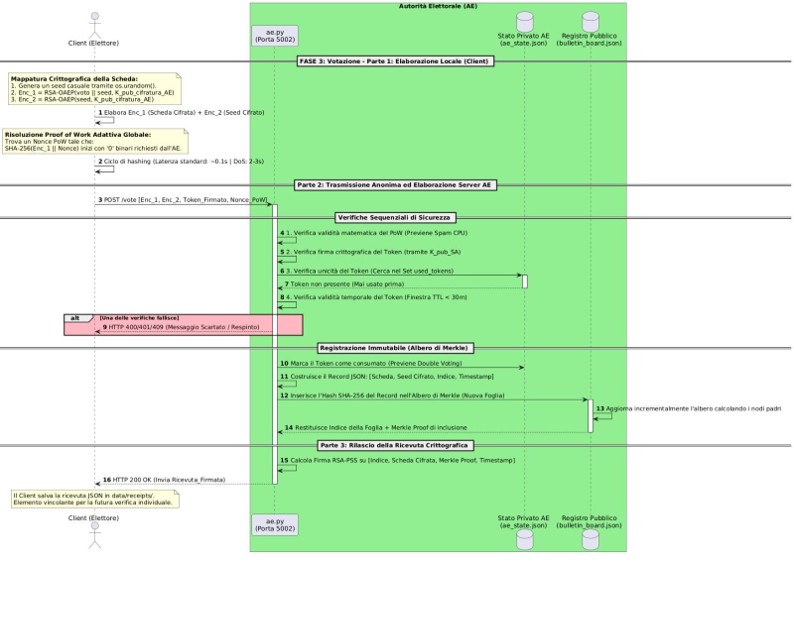 Autorità Elettorale (AE)
Client (Elettore)
ae.py
(Porta 5002)
Stato Privato AE
(ae_state.json)
Registro Pubblico
(bulletin_board.json)
FASE 3: Votazione - Parte 1: Elaborazione Locale (Client)
Mappatura Crittografica della Scheda:
1. Genera un seed casuale tramite os.urandom().
2. Enc_1 = RSA-OAEP(voto || seed, K_pub_cifratura_AE)
3. Enc_2 = RSA-OAEP(seed, K_pub_cifratura_AE)
1 Elabora Enc_1 (Scheda Cifrata) + Enc_2 (Seed Cifrato)
Risoluzione Proof of Work Adattiva Globale:
Trova un Nonce PoW tale che:
SHA-256(Enc_1 || Nonce) inizi con '0' binari richiesti dall'AE.
2 Ciclo di hashing (Latenza standard: ~0.1s | DoS: 2-3s)
Parte 2: Trasmissione Anonima ed Elaborazione Server AE
3 POST /vote [Enc_1, Enc_2, Token_Firmato, Nonce_PoW]
Verifiche Sequenziali di Sicurezza
4 1. Verifica validità matematica del PoW (Previene Spam CPU)
5 2. Verifica firma crittografica del Token (tramite K_pub_SA)
6 3. Verifica unicità del Token (Cerca nel Set used_tokens)
7 Token non presente (Mai usato prima)
8 4. Verifica validità temporale del Token (Finestra TTL < 30m)
alt [Una delle verifiche fallisce]
9 HTTP 400/401/409 (Messaggio Scartato / Respinto)
Registrazione Immutabile (Albero di Merkle)
10 Marca il Token come consumato (Previene Double Voting)
11 Costruisce il Record JSON: [Scheda, Seed Cifrato, Indice, Timestamp]
12 Inserisce l'Hash SHA-256 del Record nell'Albero di Merkle (Nuova Foglia)
13 Aggiorna incrementalmente l'albero calcolando i nodi padri
14 Restituisce Indice della Foglia + Merkle Proof di inclusione
Parte 3: Rilascio della Ricevuta Crittografica
15 Calcola Firma RSA-PSS su [Indice, Scheda Cifrata, Merkle Proof, Timestamp]
16 HTTP 200 OK (Invia Ricevuta_Firmata)
Il Client salva la ricevuta JSON in data/receipts/.
Elemento vincolante per la futura verifica individuale.
Client (Elettore)
ae.py
(Porta 5002)
Stato Privato AE
(ae_state.json)
Registro Pubblico
(bulletin_board.json)